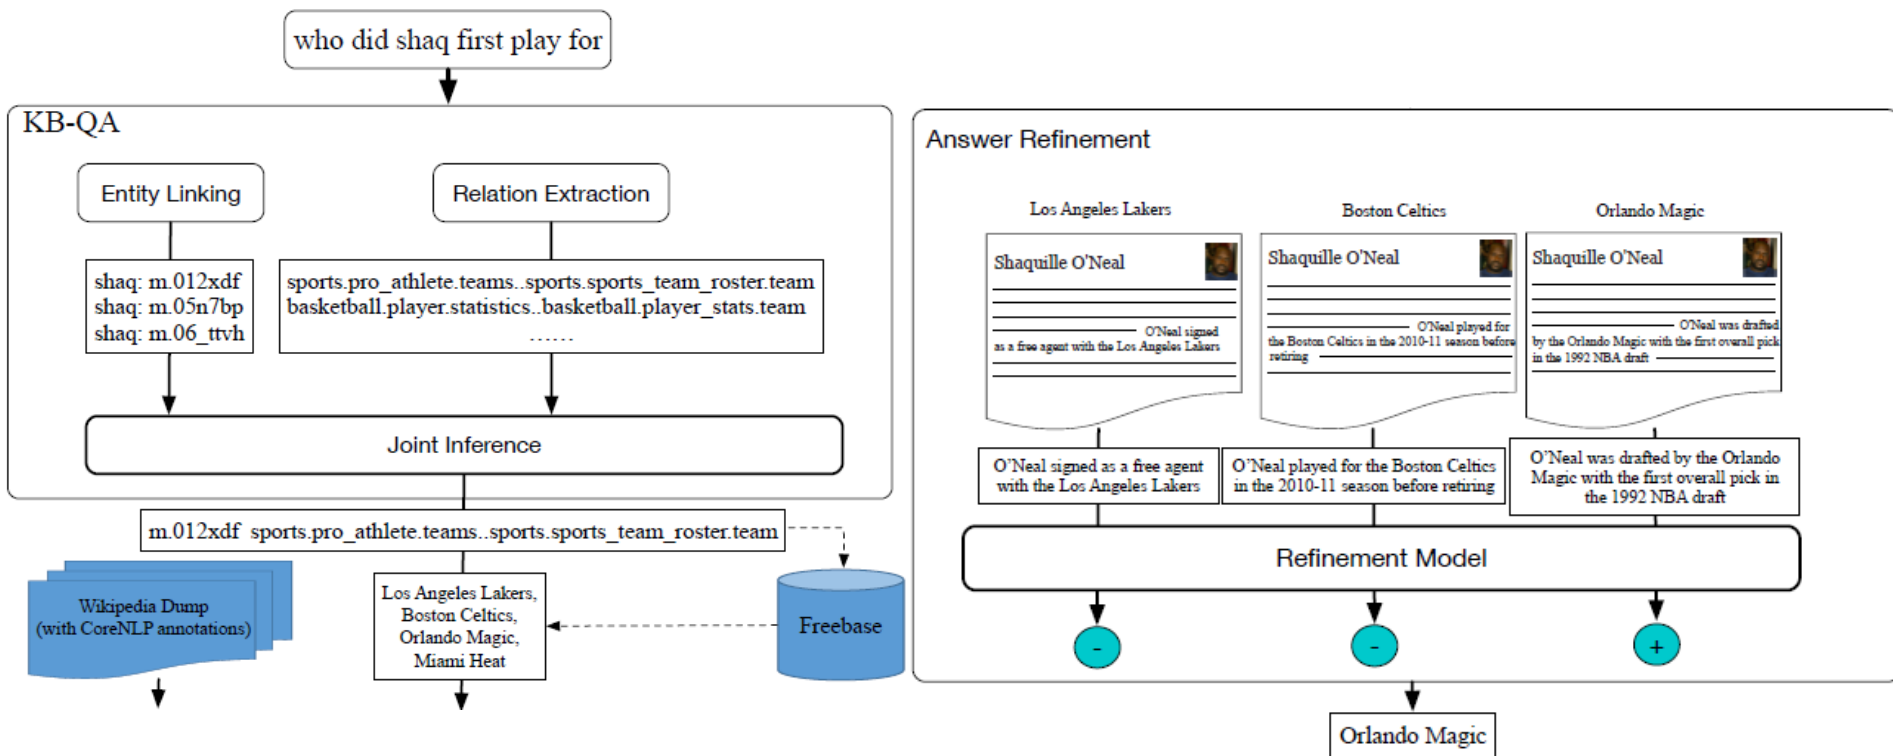 who did shaq first play for
KB-QA
Entity Linking
Relation Extraction
shaq: m.012xdf
shaq: m.05n7bp
shaq: m.06_ttvh
sports.pro_athlete.teams..sports.sports_team_roster.team
basketball.player.statistics..basketball.player_stats.team
......
Joint Inference
m.012xdf sports.pro_athlete.teams..sports.sports_team_roster.team
Wikipedia Dump
(with CoreNLP annotations)
Los Angeles Lakers,
Boston Celtics,
Orlando Magic,
Miami Heat
Freebase
Answer Refinement
Los Angeles Lakers
Shaquille O'Neal
O'Neal signed
as a free agent with the Los Angeles Lakers
Boston Celtics
Shaquille O'Neal
O'Neal played for
the Boston Celtics in the 2010-11 season before
retiring
Orlando Magic
Shaquille O'Neal
O'Neal was drafted
by the Orlando Magic with the first overall pick
in the 1992 NBA draft
O'Neal signed as a free agent
with the Los Angeles Lakers
O'Neal played for the Boston Celtics
in the 2010-11 season before retiring
O'Neal was drafted by the Orlando
Magic with the first overall pick in
the 1992 NBA draft
Refinement Model
-
-
+
Orlando Magic